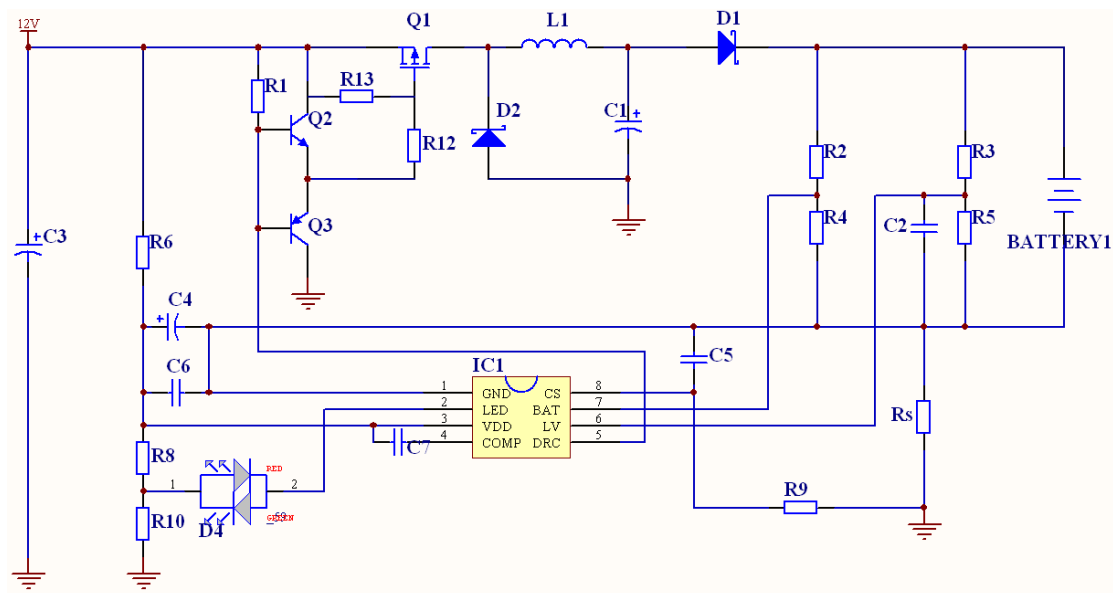 12V
Q1
L1
D1
R1
R13
Q2
R12
D2
C1
R2
R3
Q3
R4
C2
R5
BATTERY1
C3
R6
C4
C6
C5
IC1
1 GND CS 8
2 LED BAT 7
3 VDD LV 6
4 COMP DRC 5
C7
Rs
R8
RED
1
2
R9
R10
D4
GREEN